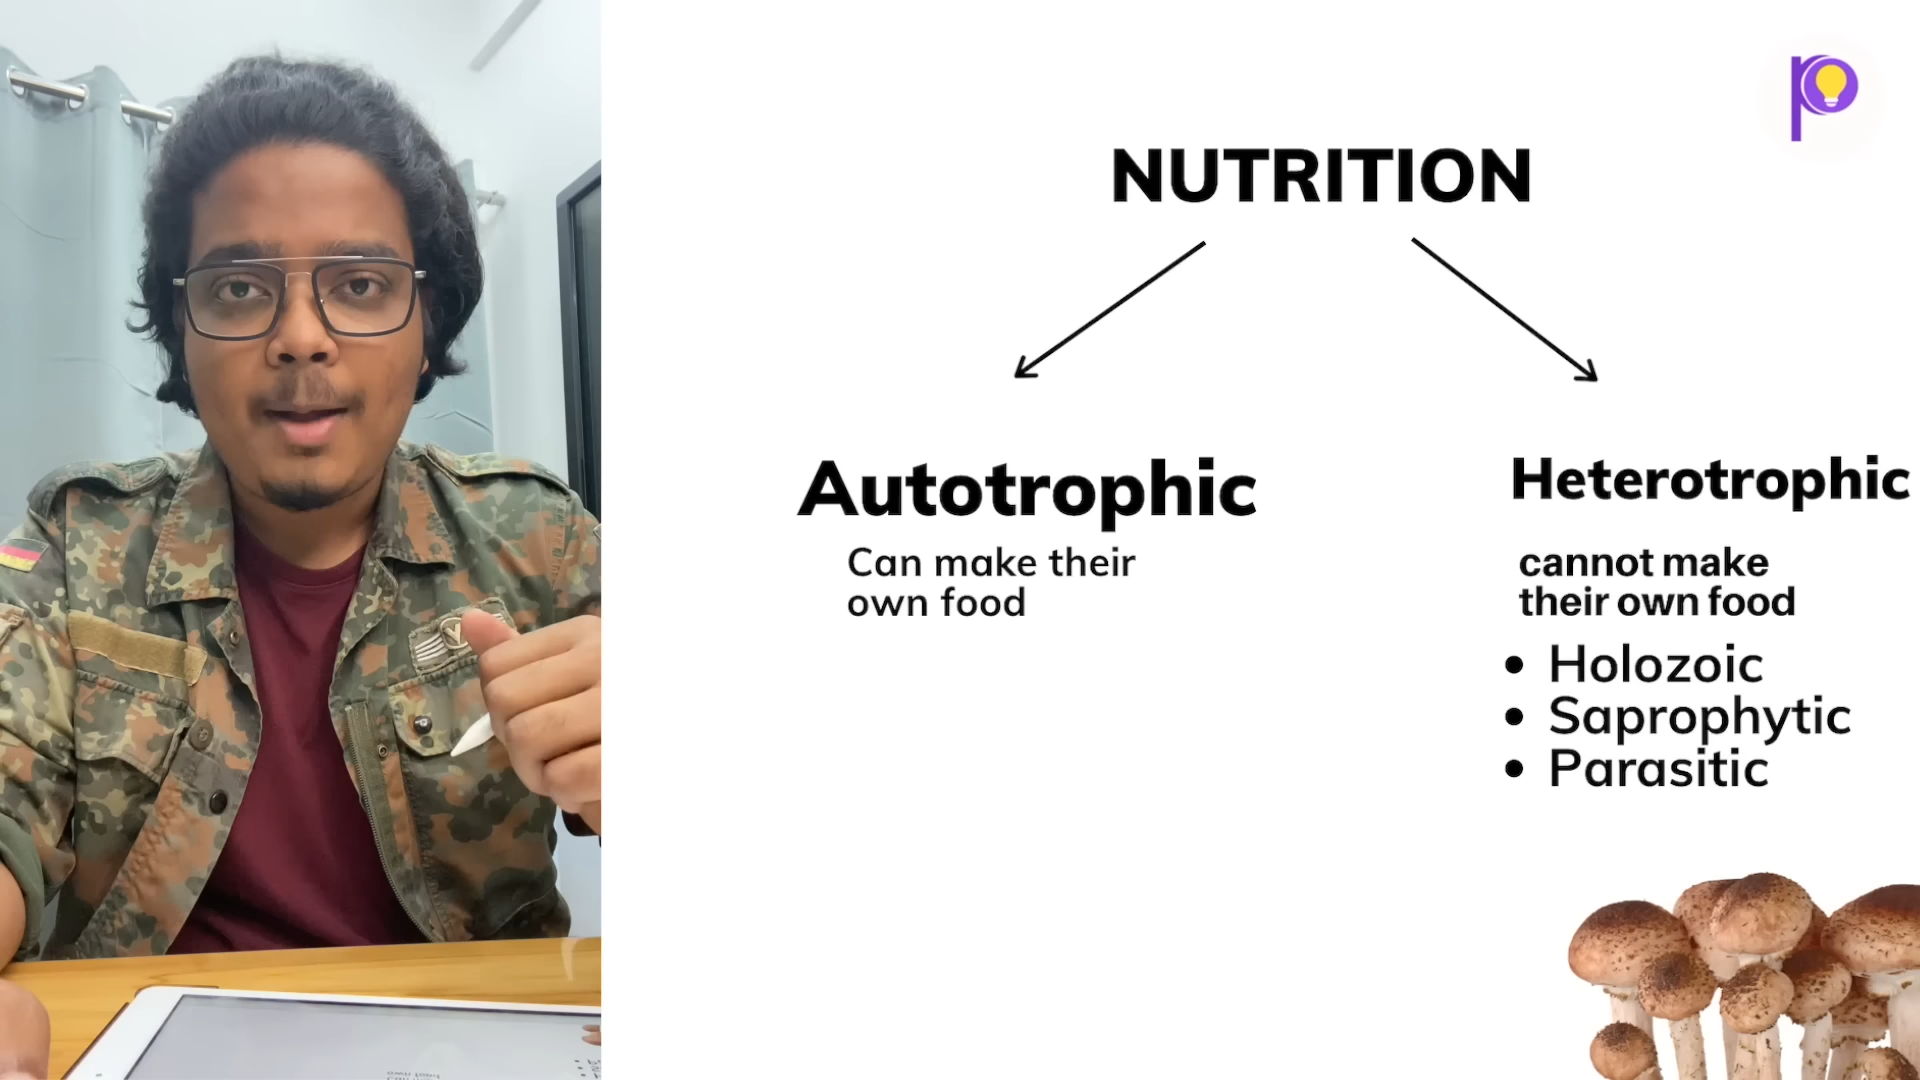 NUTRITION
Autotrophic
Can make their
own food
Heterotrophic
cannot make
their own food
• Holozoic
• Saprophytic
• Parasitic